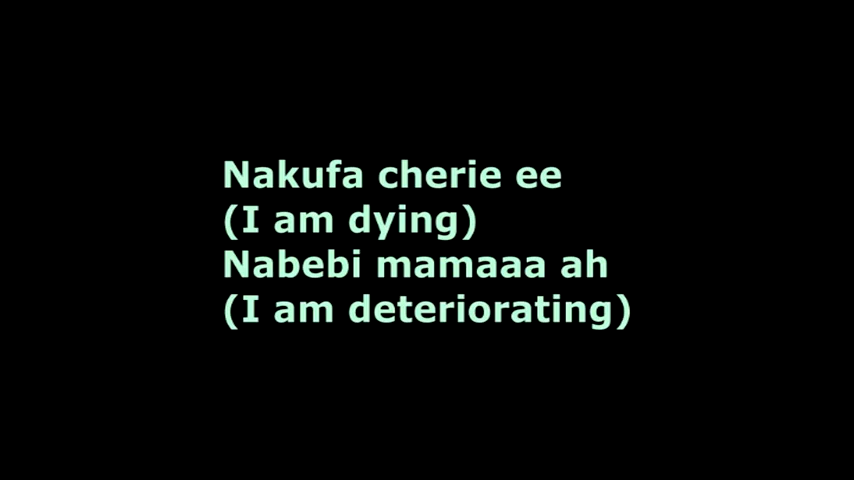 Nakufa cherie ee
(I am dying)
Nabebi mamaaa ah
(I am deteriorating)